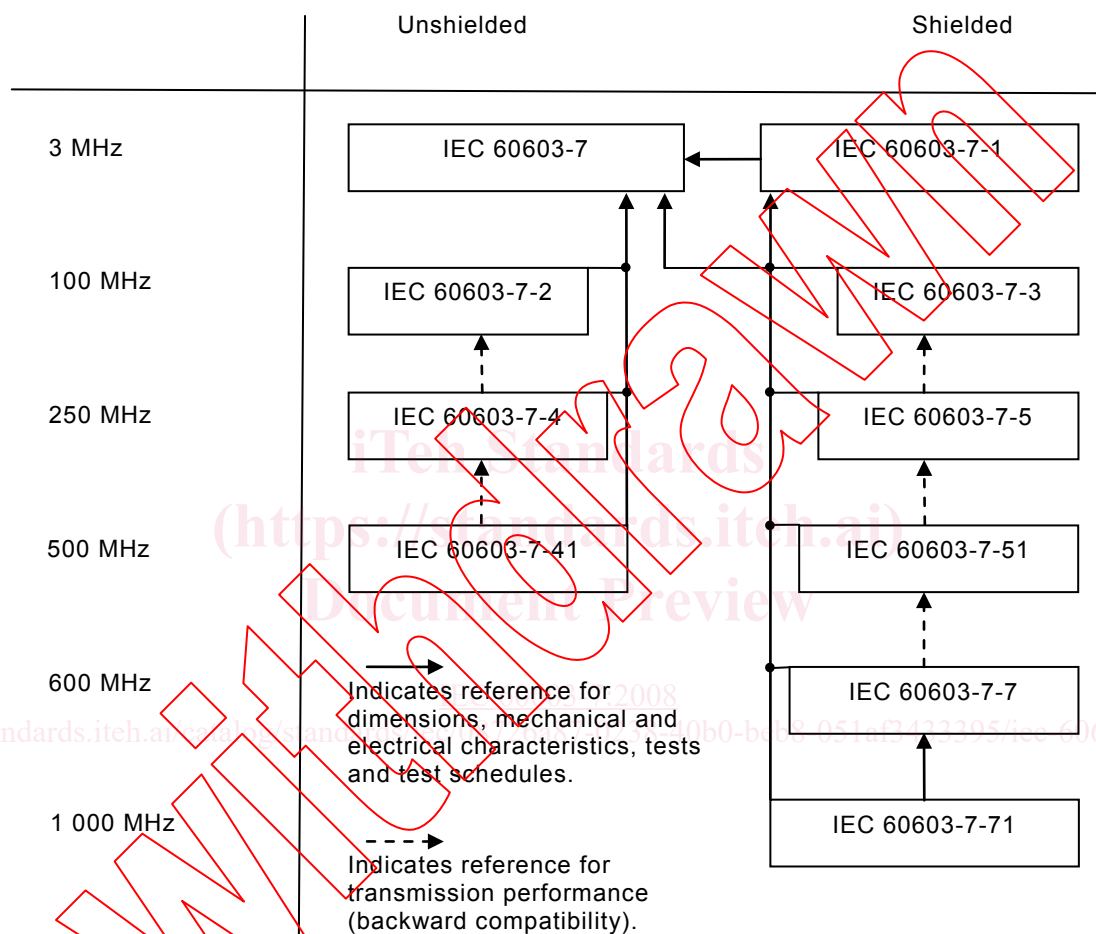 Unshielded
Shielded
3 MHz
IEC 60603-7
IEC 60603-7-1
100 MHz
IEC 60603-7-2
IEC 60603-7-3
250 MHz
IEC 60603-7-4
IEC 60603-7-5
iTeh Standards
(https://standards.iteh.ai)
500 MHz
IEC 60603-7-41
IEC 60603-7-51
Document Preview
600 MHz
IEC 60603-7-7
Indicates reference for
dimensions, mechanical and
electrical characteristics, tests
and test schedules.
1 000 MHz
IEC 60603-7-71
Indicates reference for
transmission performance
(backward compatibility).
Withdrawn